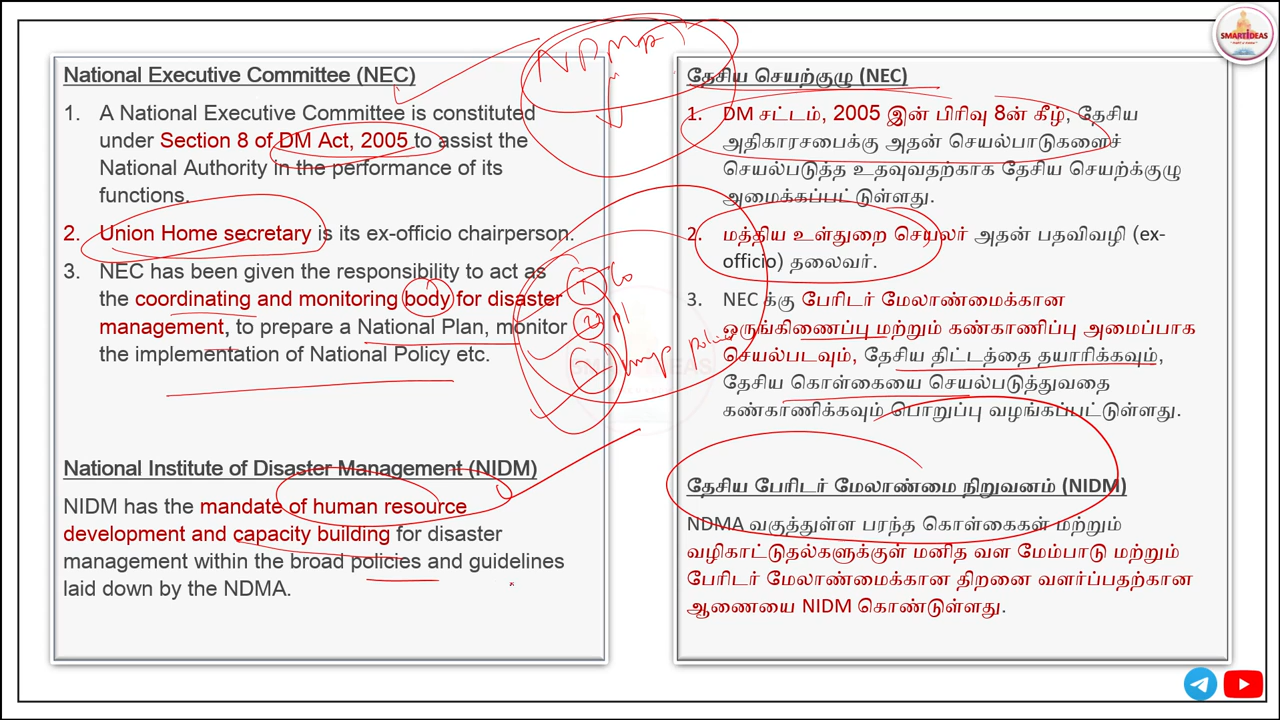 SMARTIDEAS
National Executive Committee (NEC)
1. A National Executive Committee is constituted
under Section 8 of DM Act, 2005 to assist the
National Authority in the performance of its
functions.
2. Union Home secretary is its ex-officio chairperson.
3. NEC has been given the responsibility to act as
the coordinating and monitoring body for disaster
management, to prepare a National Plan, monitor
the implementation of National Policy etc.
National Institute of Disaster Management (NIDM)
NIDM has the mandate of human resource
development and capacity building for disaster
management within the broad policies and guidelines
laid down by the NDMA.
தேசிய செயற்குழு (NEC)
1. DM சட்டம், 2005 இன் பிரிவு 8ன் கீழ், தேசிய
அதிகாரசபைக்கு அதன் செயல்பாடுகளைச்
செயல்படுத்த உதவுவதற்காக தேசிய செயற்க்குழு
அமைக்கப்பட்டுள்ளது.
2. மத்திய உள்துறை செயலர் அதன் பதவிவழி (ex-
officio) தலைவர்.
3. NEC க்கு பேரிடர் மேலாண்மைக்கான
ஒருங்கிணைப்பு மற்றும் கண்காணிப்பு அமைப்பாக
செயல்படவும், தேசிய திட்டத்தை தயாரிக்கவும்,
தேசிய கொள்கையை செயல்படுத்துவதை
கண்காணிக்கவும் பொறுப்பு வழங்கப்பட்டுள்ளது.
தேசிய பேரிடர் மேலாண்மை நிறுவனம் (NIDM)
NDMA வகுத்துள்ள பரந்த கொள்கைகள் மற்றும்
வழிகாட்டுதல்களுக்குள் மனித வள மேம்பாடு மற்றும்
பேரிடர் மேலாண்மைக்கான திறனை வளர்ப்பதற்கான
ஆணையை NIDM கொண்டுள்ளது.